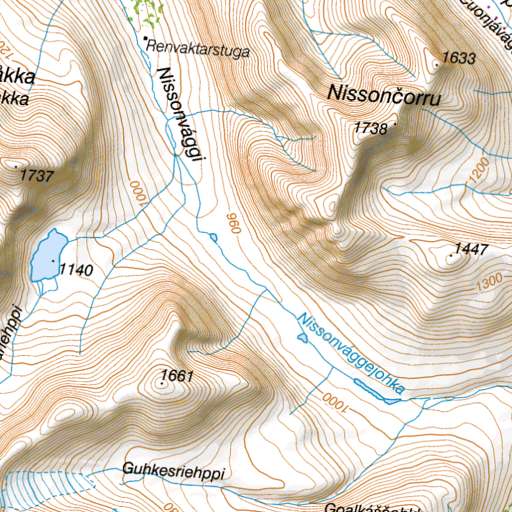 Renvaktarstuga
1633
Nissončorru
1738
Nissonvággi
1737
1000
1200
960
1447
1140
1300
Nissonvággejohka
1661
1000
Guhkesriehppi